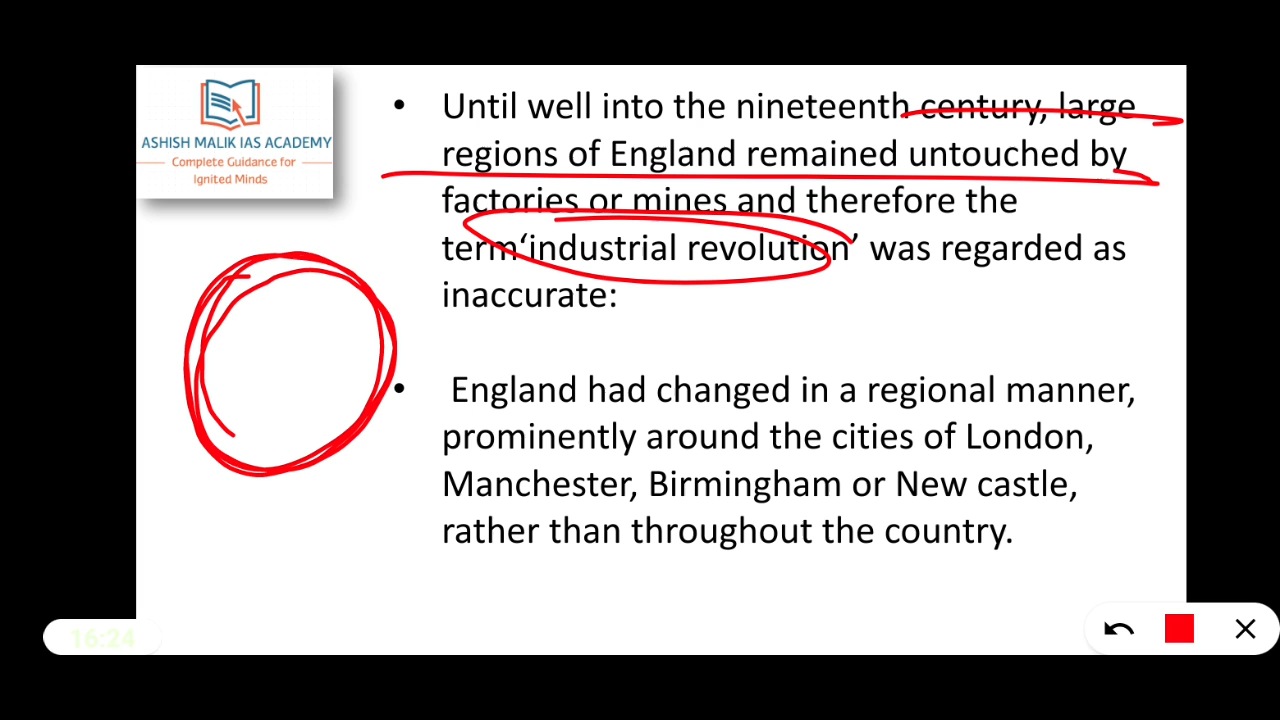 ASHISH MALIK IAS ACADEMY
Complete Guidance for
Ignited Minds
• Until well into the nineteenth century, large
regions of England remained untouched by
factories or mines and therefore the
term‘industrial revolution’ was regarded as
inaccurate:
• England had changed in a regional manner,
prominently around the cities of London,
Manchester, Birmingham or New castle,
rather than throughout the country.
16:24